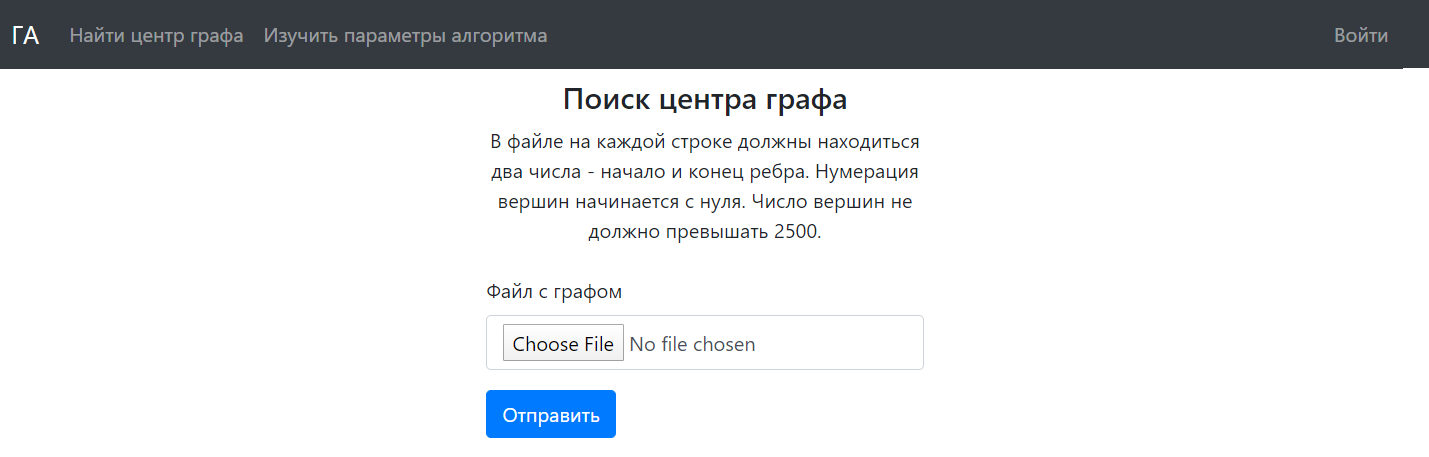 ГА Найти центр графа Изучить параметры алгоритма Войти
Поиск центра графа
В файле на каждой строке должны находиться
два числа - начало и конец ребра. Нумерация
вершин начинается с нуля. Число вершин не
должно превышать 2500.
Файл с графом
Choose File No file chosen
Отправить